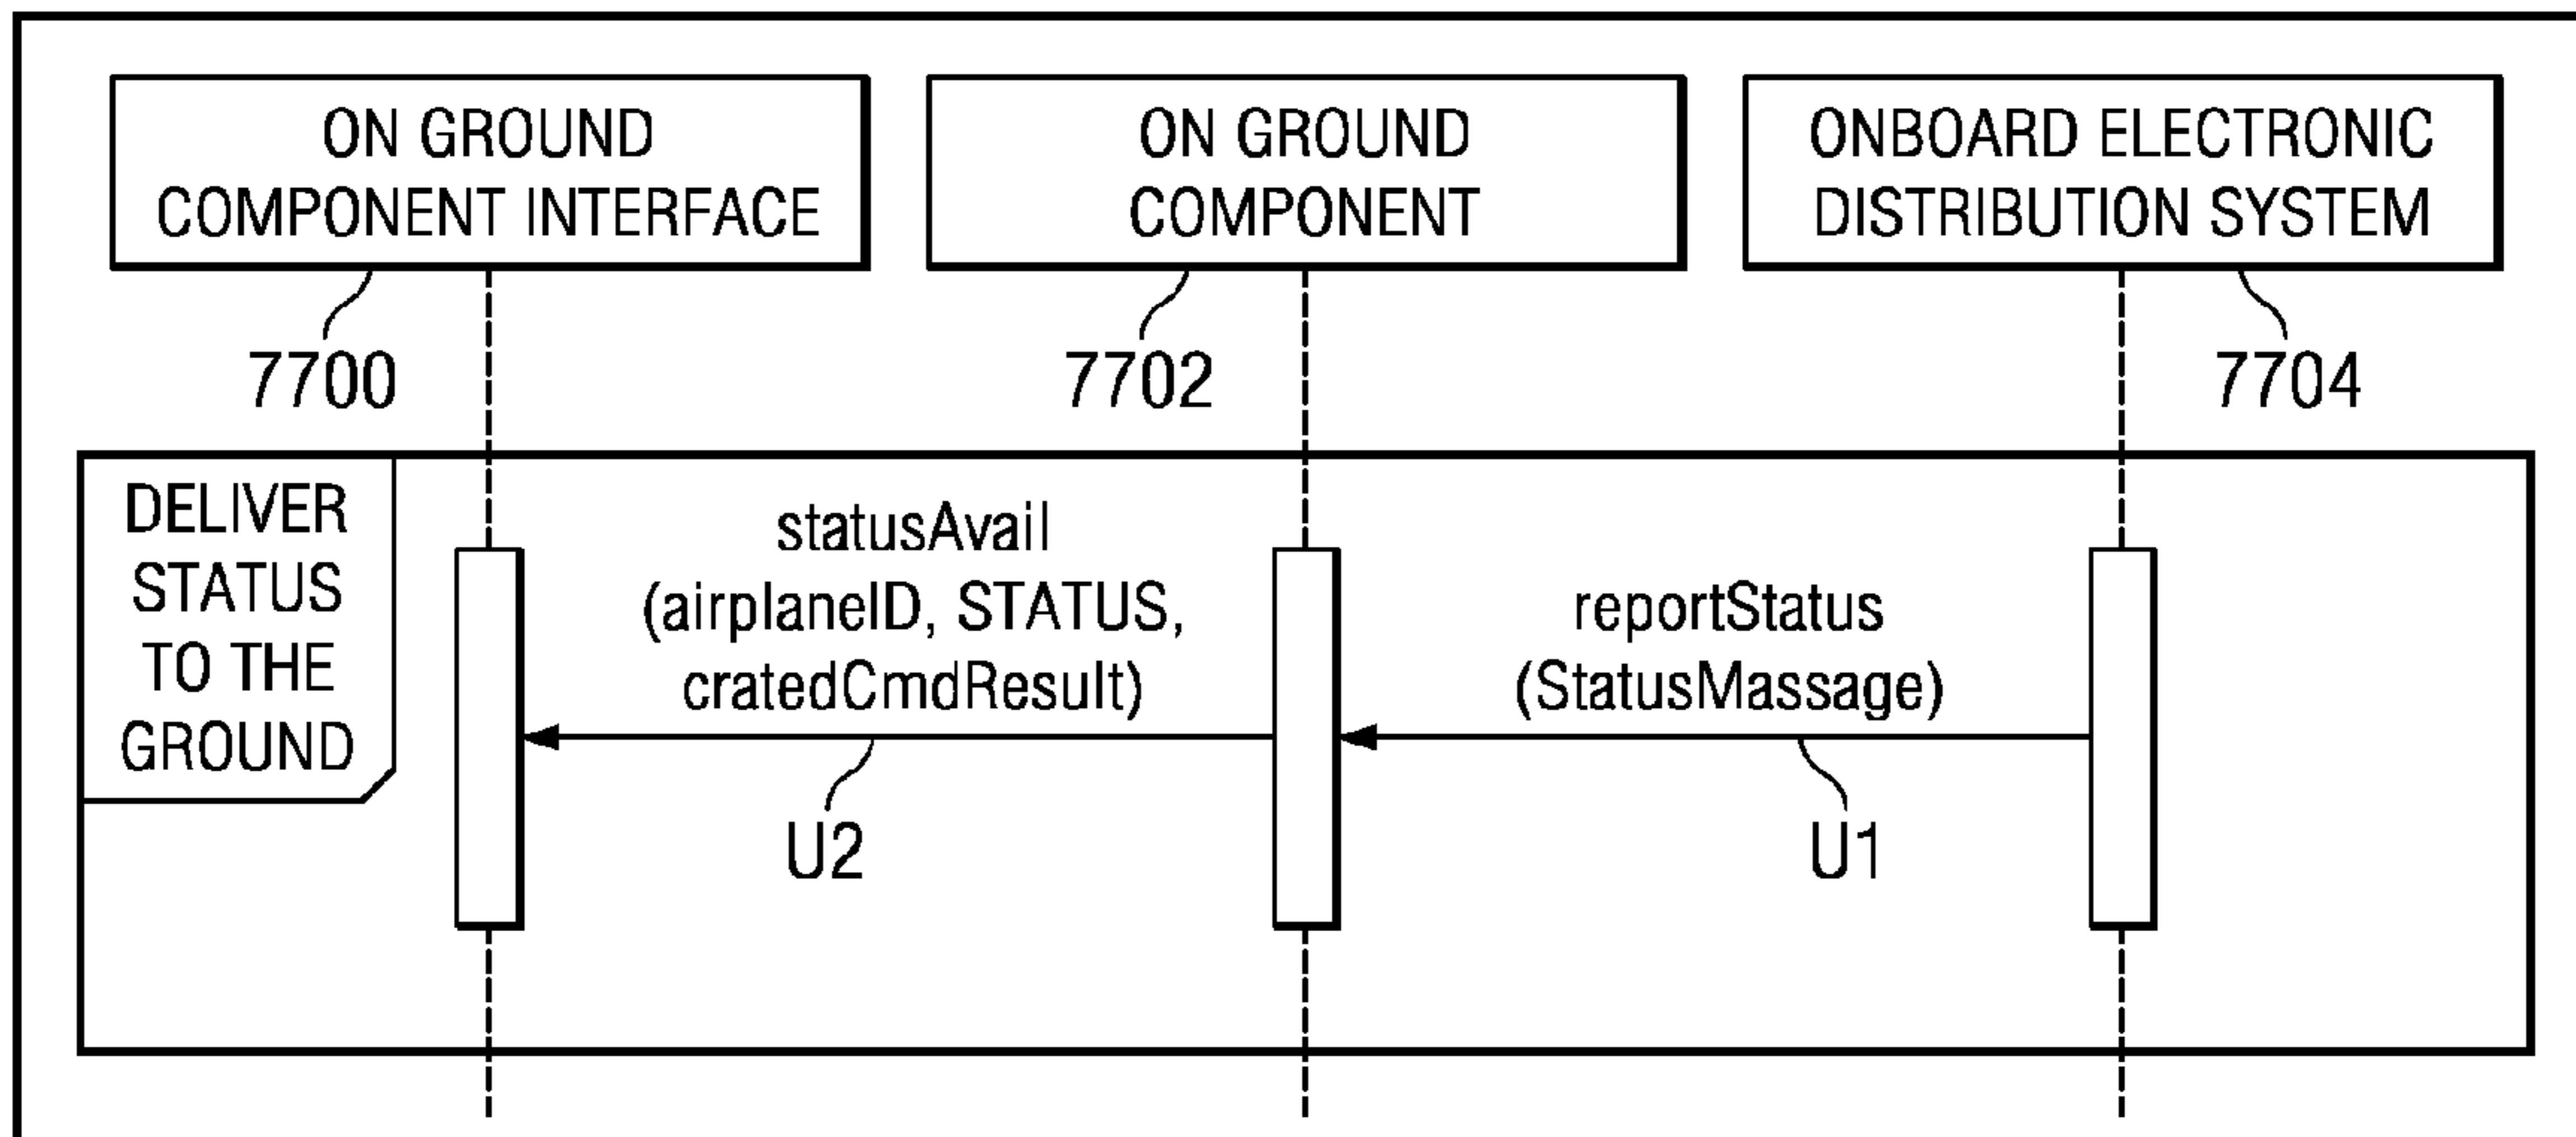 ON GROUND
COMPONENT INTERFACE
ON GROUND
COMPONENT
ONBOARD ELECTRONIC
DISTRIBUTION SYSTEM
7700
7702
7704
DELIVER
STATUS
TO THE
GROUND
statusAvail
(airplaneID, STATUS,
cratedCmdResult)
reportStatus
(StatusMassage)
U2
U1